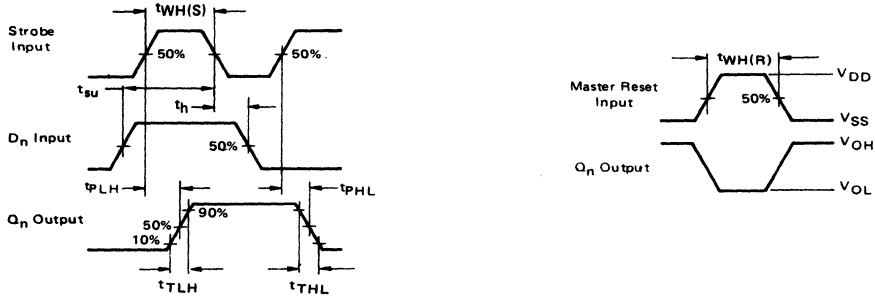 tWH(S)
Strobe
Input
50%
50%
tsu
th
Dn Input
50%
tPLH
tPHL
Qn Output
90%
50%
10%
tTLH
tTHL
tWH(R)
Master Reset
Input
50%
VDD
VSS
Qn Output
VOH
VOL